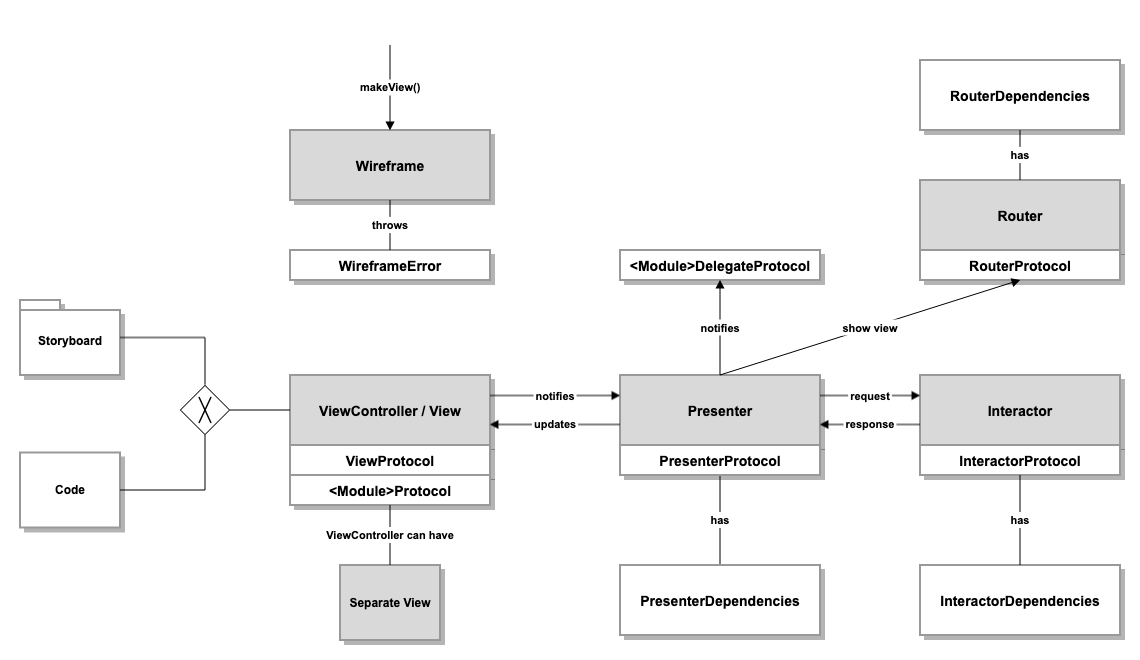 makeView()
Wireframe
throws
WireframeError
RouterDependencies
has
Router
RouterProtocol
<Module>DelegateProtocol
notifies
show view
Storyboard
Code
X
ViewController / View
ViewProtocol
<Module>Protocol
notifies
updates
Presenter
PresenterProtocol
request
response
Interactor
InteractorProtocol
ViewController can have
Separate View
has
PresenterDependencies
has
InteractorDependencies